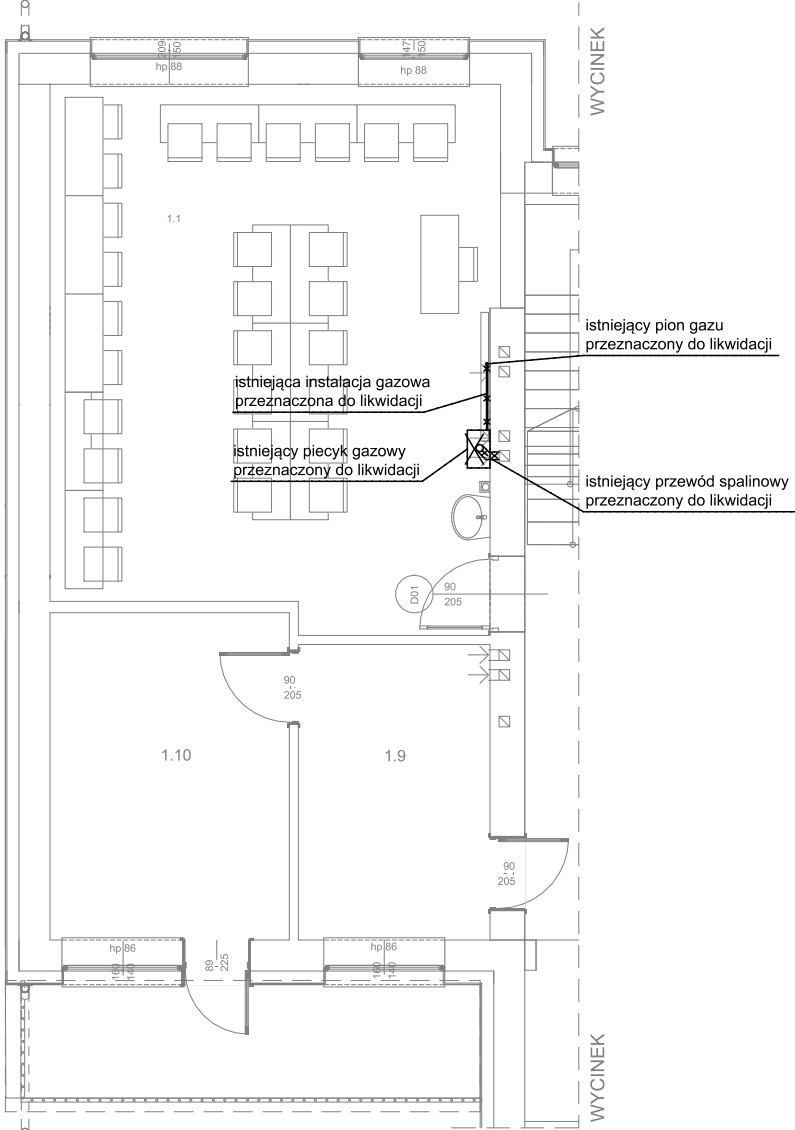 209
150
147
150
WYCINEK
hp 88
hp 88
1.1
istniejący pion gazu
przeznaczony do likwidacji
istniejąca instalacja gazowa
przeznaczona do likwidacji
istniejący piecyk gazowy
przeznaczony do likwidacji
istniejący przewód spalinowy
przeznaczony do likwidacji
D01
90
205
90
205
1.10
1.9
90
205
hp 86
hp 86
160
140
89
225
160
140
WYCINEK